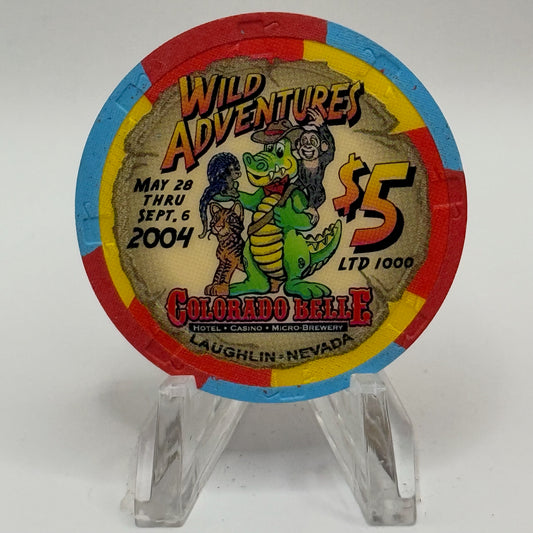 WILD
ADVENTURES
MAY 28
THRU
SEPT. 6
2004
$5
LTD 1000
COLORADO BELLE
HOTEL • CASINO • MICRO-BREWERY
LAUGHLIN - NEVADA